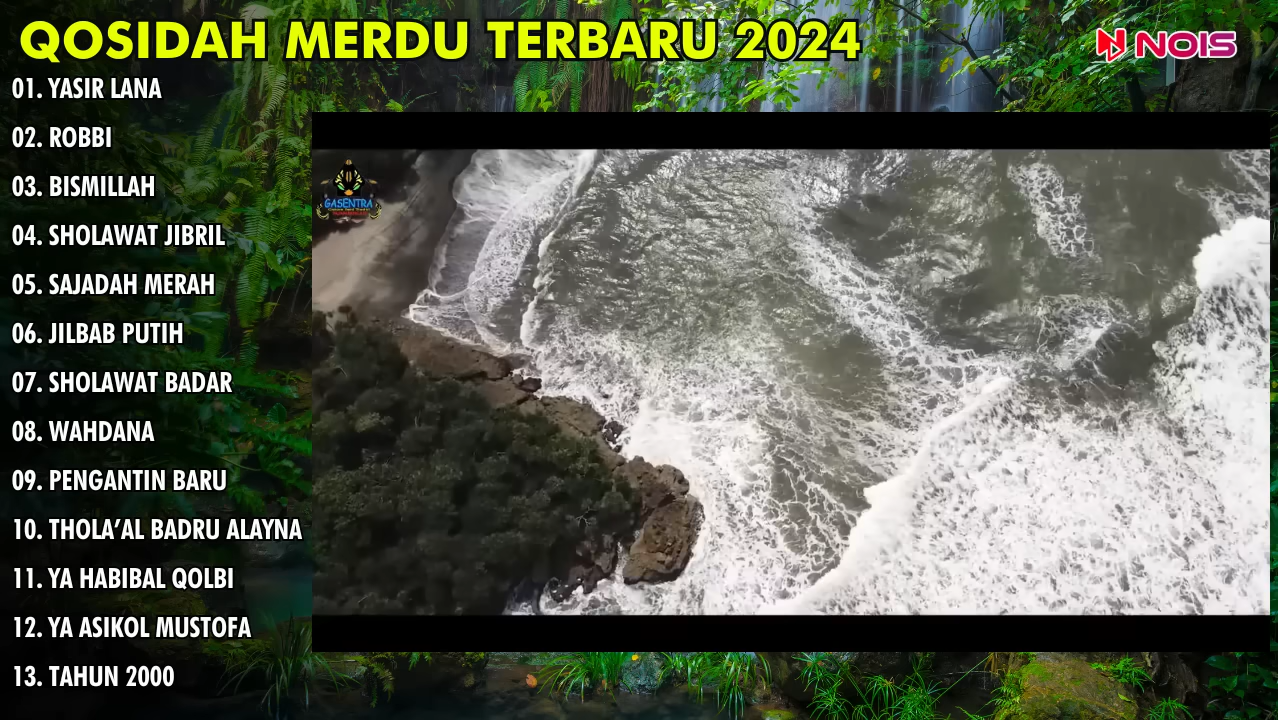 QOSIDAH MERDU TERBARU 2024
NOIS
01. YASIR LANA
02. ROBBI
03. BISMILLAH
04. SHOLAWAT JIBRIL
05. SAJADAH MERAH
06. JILBAB PUTIH
07. SHOLAWAT BADAR
08. WAHDANA
09. PENGANTIN BARU
10. THOLA’AL BADRU ALAYNA
11. YA HABIBAL QOLBI
12. YA ASIKOL MUSTOFA
13. TAHUN 2000
GASENTRA